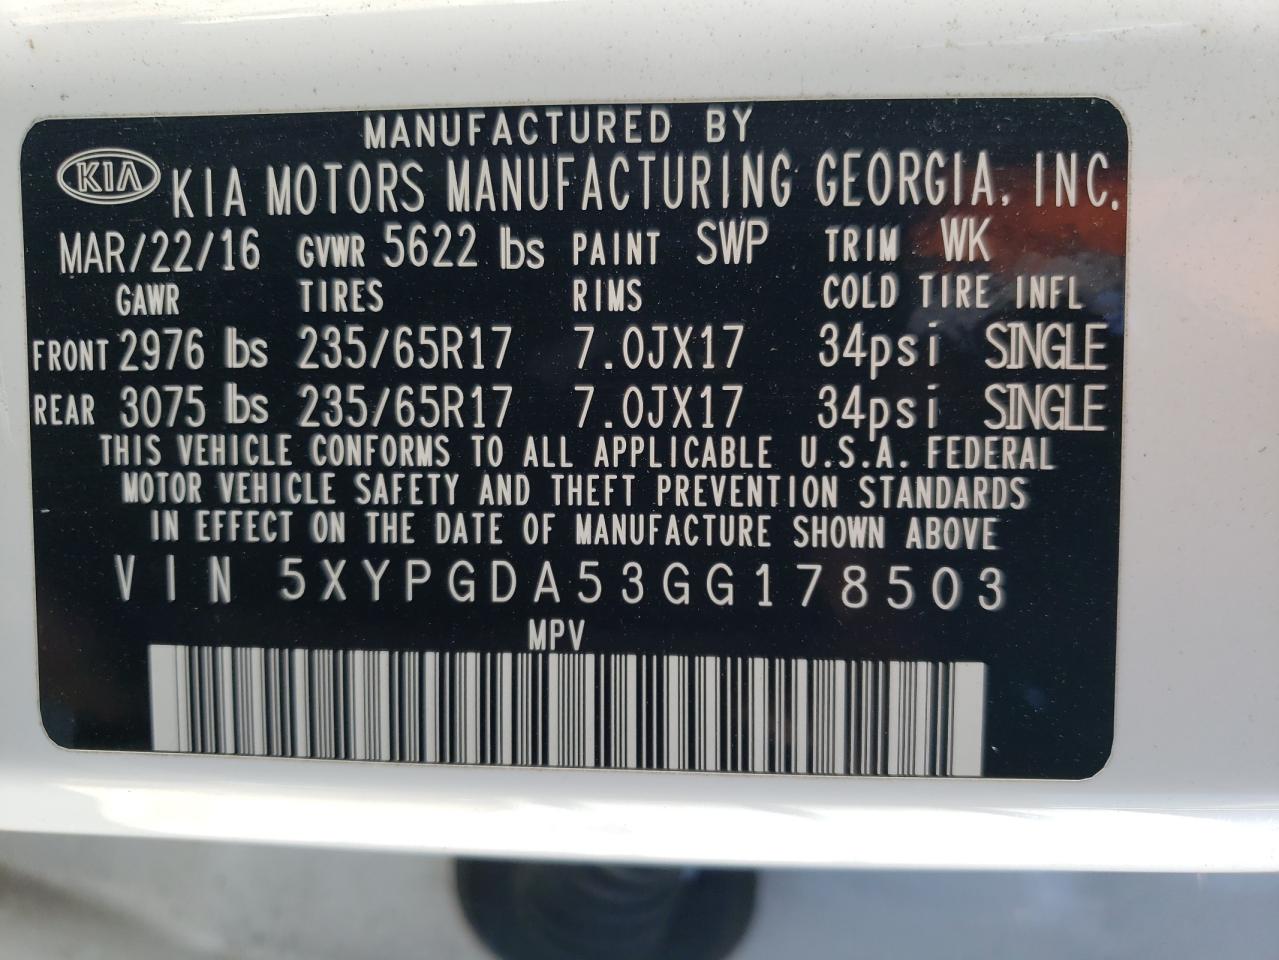 MANUFACTURED BY
KIA KIA MOTORS MANUFACTURING GEORGIA, INC.
MAR/22/16 GVWR 5622 lbs PAINT SWP TRIM WK
GAWR TIRES RIMS COLD TIRE INFL
FRONT 2976 lbs 235/65R17 7.0JX17 34psi SINGLE
REAR 3075 lbs 235/65R17 7.0JX17 34psi SINGLE
THIS VEHICLE CONFORMS TO ALL APPLICABLE U.S.A. FEDERAL
MOTOR VEHICLE SAFETY AND THEFT PREVENTION STANDARDS
IN EFFECT ON THE DATE OF MANUFACTURE SHOWN ABOVE
VIN 5XYPGDA53GG178503
MPV